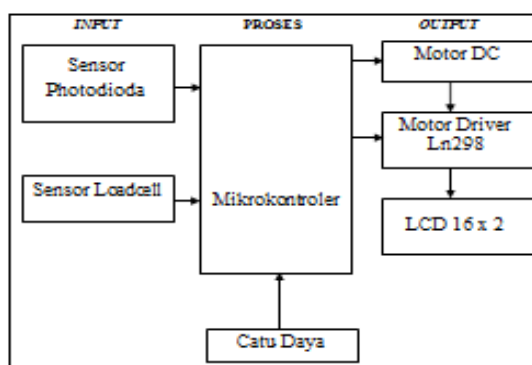 INPUT
PROSES
OUTPUT
Sensor
Photodioda
Sensor Loadcell
Mikrokontroler
Catu Daya
Motor DC
Motor Driver
Ln298
LCD 16 x 2